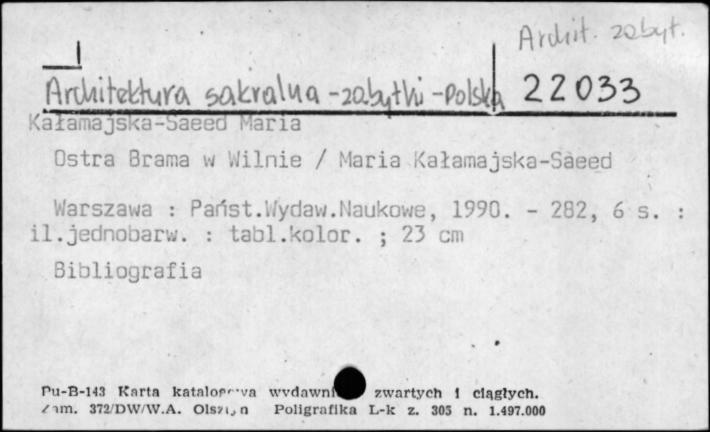 Archit. zabyt.
Architektura sakralna - zabytki - Polska 22033
Kałamajska-Saeed Maria
Ostra Brama w Wilnie / Maria Kałamajska-Saeed
Warszawa : Państ.Wydaw.Naukowe, 1990. - 282, 6 s. :
il.jednobarw. : tabl.kolor. ; 23 cm
Bibliografia
Pu-B-143 Karta zwartych i ciągłych.
372/DW/W.A. Poligrafika L-k z. 305 n. 1.497.000